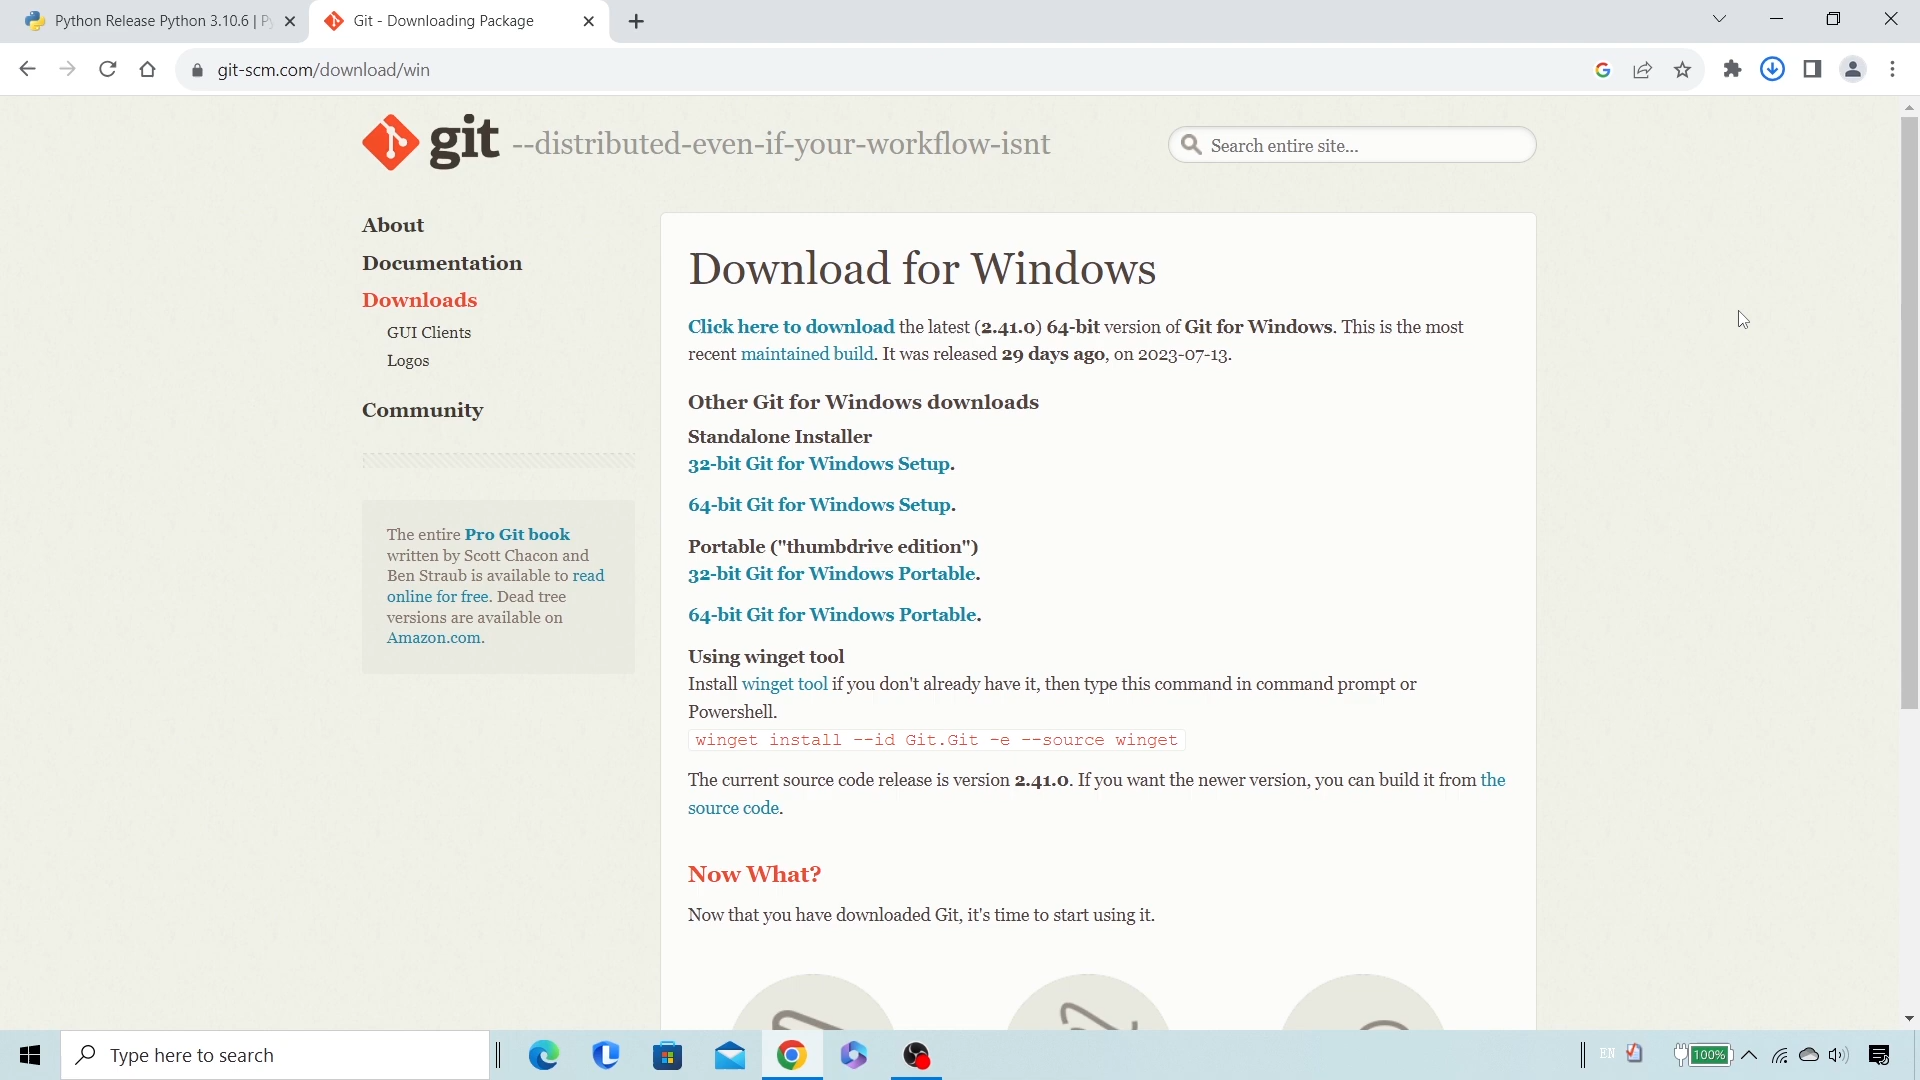 Python Release Python 3.10.6 | Py
Git - Downloading Package
git-scm.com/download/win
git --distributed-even-if-your-workflow-isnt
Search entire site...
About
Documentation
Downloads
GUI Clients
Logos
Community
The entire Pro Git book
written by Scott Chacon and
Ben Straub is available to read
online for free. Dead tree
versions are available on
Amazon.com.
Download for Windows
Click here to download the latest (2.41.0) 64-bit version of Git for Windows. This is the most
recent maintained build. It was released 29 days ago, on 2023-07-13.
Other Git for Windows downloads
Standalone Installer
32-bit Git for Windows Setup.
64-bit Git for Windows Setup.
Portable ("thumbdrive edition")
32-bit Git for Windows Portable.
64-bit Git for Windows Portable.
Using winget tool
Install winget tool if you don't already have it, then type this command in command prompt or
Powershell.
winget install --id Git.Git -e --source winget
The current source code release is version 2.41.0. If you want the newer version, you can build it from the
source code.
Now What?
Now that you have downloaded Git, it's time to start using it.
Type here to search
EN
100%